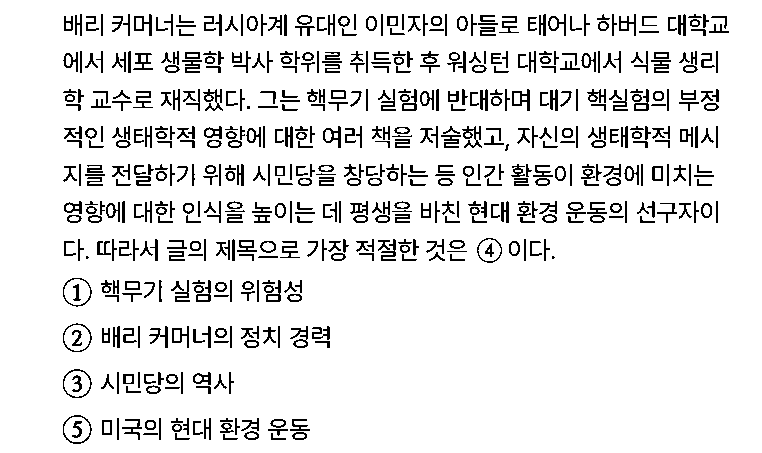 배리 커머너는 러시아계 유대인 이민자의 아들로 태어나 하버드 대학교
에서 세포 생물학 박사 학위를 취득한 후 워싱턴 대학교에서 식물 생리
학 교수로 재직했다. 그는 핵무기 실험에 반대하며 대기 핵실험의 부정
적인 생태학적 영향에 대한 여러 책을 저술했고, 자신의 생태학적 메시
지를 전달하기 위해 시민당을 창당하는 등 인간 활동이 환경에 미치는
영향에 대한 인식을 높이는 데 평생을 바친 현대 환경 운동의 선구자이
다. 따라서 글의 제목으로 가장 적절한 것은 ④이다.
① 핵무기 실험의 위험성
② 배리 커머너의 정치 경력
③ 시민당의 역사
⑤ 미국의 현대 환경 운동